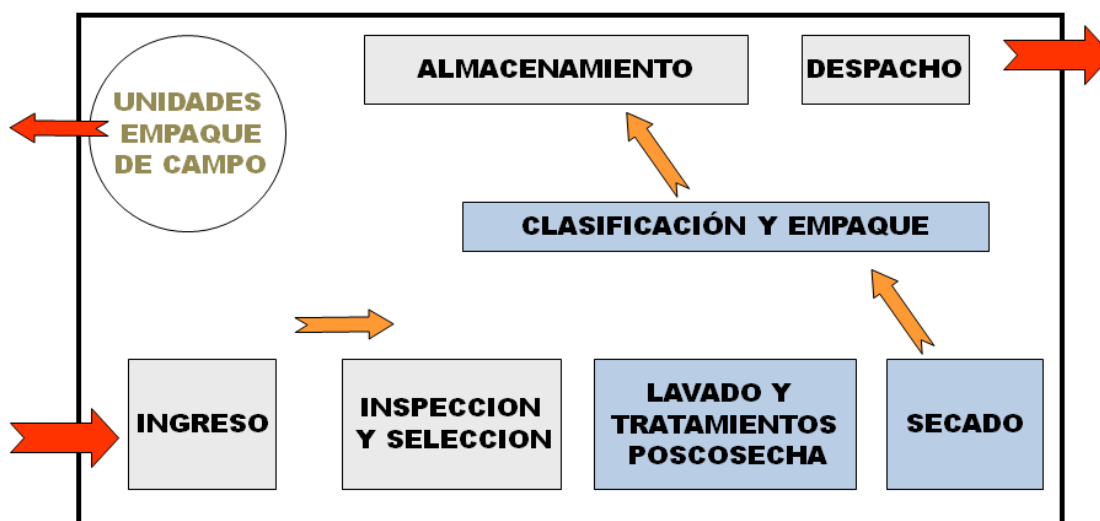 ALMACENAMIENTO
DESPACHO
UNIDADES
EMPAQUE
DE CAMPO
CLASIFICACIÓN Y EMPAQUE
INGRESO
INSPECCION
Y SELECCION
LAVADO Y
TRATAMIENTOS
POSCOSECHA
SECADO